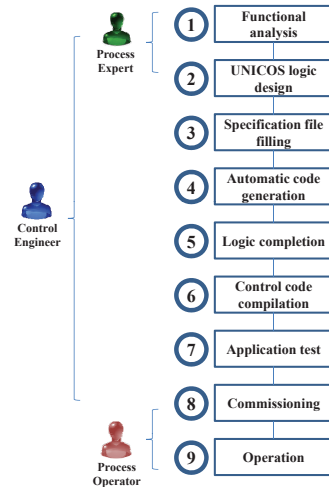 1
Functional
analysis
Process
Expert
2
UNICOS logic
design
3
Specification file
filling
4
Automatic code
generation
Control
Engineer
5
Logic completion
6
Control code
compilation
7
Application test
8
Commissioning
Process
Operator
9
Operation